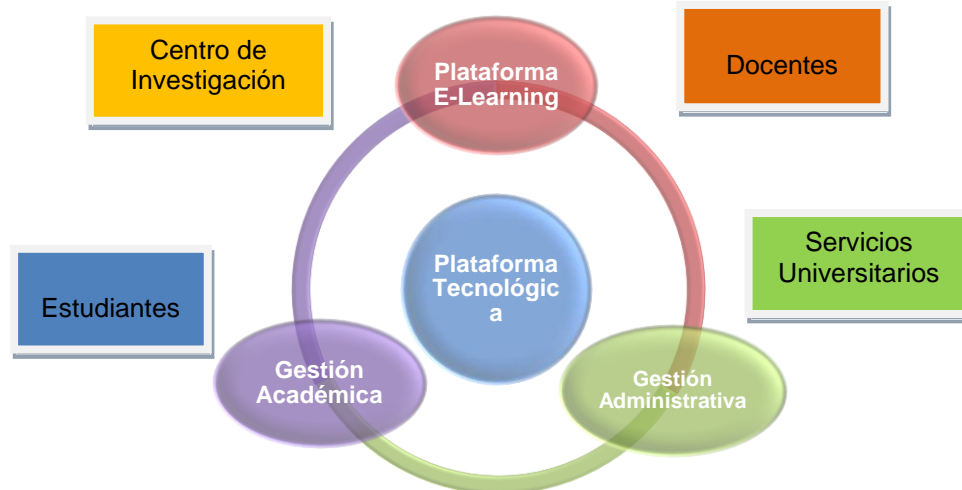 Centro de
Investigación
Plataforma
E-Learning
Docentes
Estudiantes
Plataforma
Tecnológic
a
Servicios
Universitarios
Gestión
Académica
Gestión
Administrativa